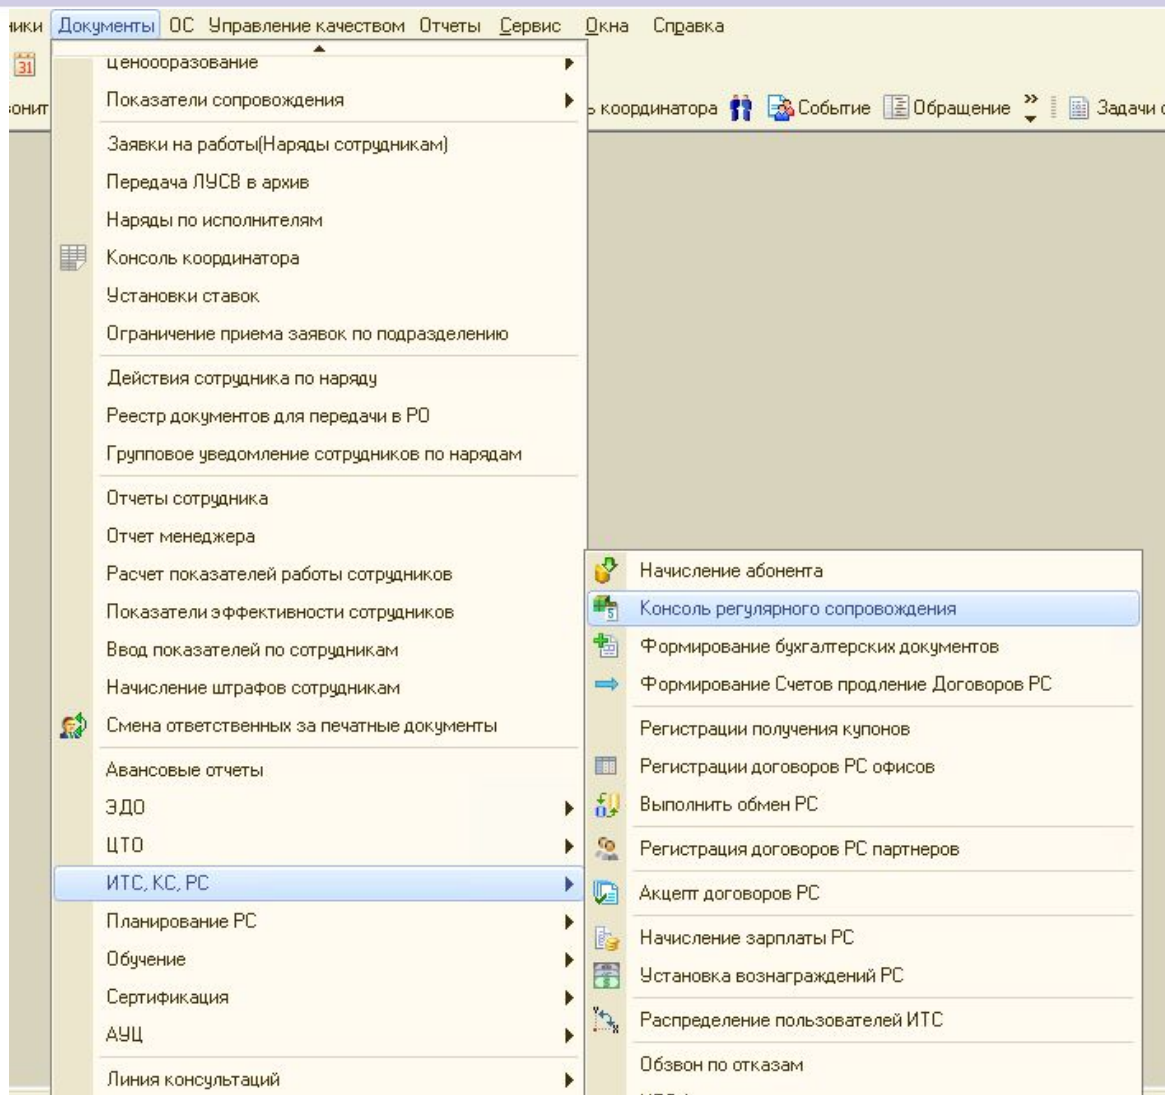 Документы ОС Управление качеством Отчеты Сервис Окна Справка
31
координатора Событие Обращение » Задачи
Ценообразование
Показатели сопровождения
Заявки на работы(Наряды сотрудникам)
Передача ЛУСВ в архив
Наряды по исполнителям
Консоль координатора
Установки ставок
Ограничение приема заявок по подразделению
Действия сотрудника по наряду
Реестр документов для передачи в РО
Групповое уведомление сотрудников по нарядам
Отчеты сотрудника
Отчет менеджера
Расчет показателей работы сотрудников
Показатели эффективности сотрудников
Ввод показателей по сотрудникам
Начисление штрафов сотрудникам
Смена ответственных за печатные документы
Авансовые отчеты
ЭДО
ЦТО
ИТС, КС, РС
Планирование РС
Обучение
Сертификация
АУЦ
Линия консультаций
Начисление абонента
Консоль регулярного сопровождения
Формирование бухгалтерских документов
Формирование Счетов продление Договоров РС
Регистрации получения купонов
Регистрации договоров РС офисов
Выполнить обмен РС
Регистрация договоров РС партнеров
Акцепт договоров РС
Начисление зарплаты РС
Установка вознаграждений РС
Распределение пользователей ИТС
Обзвон по отказам